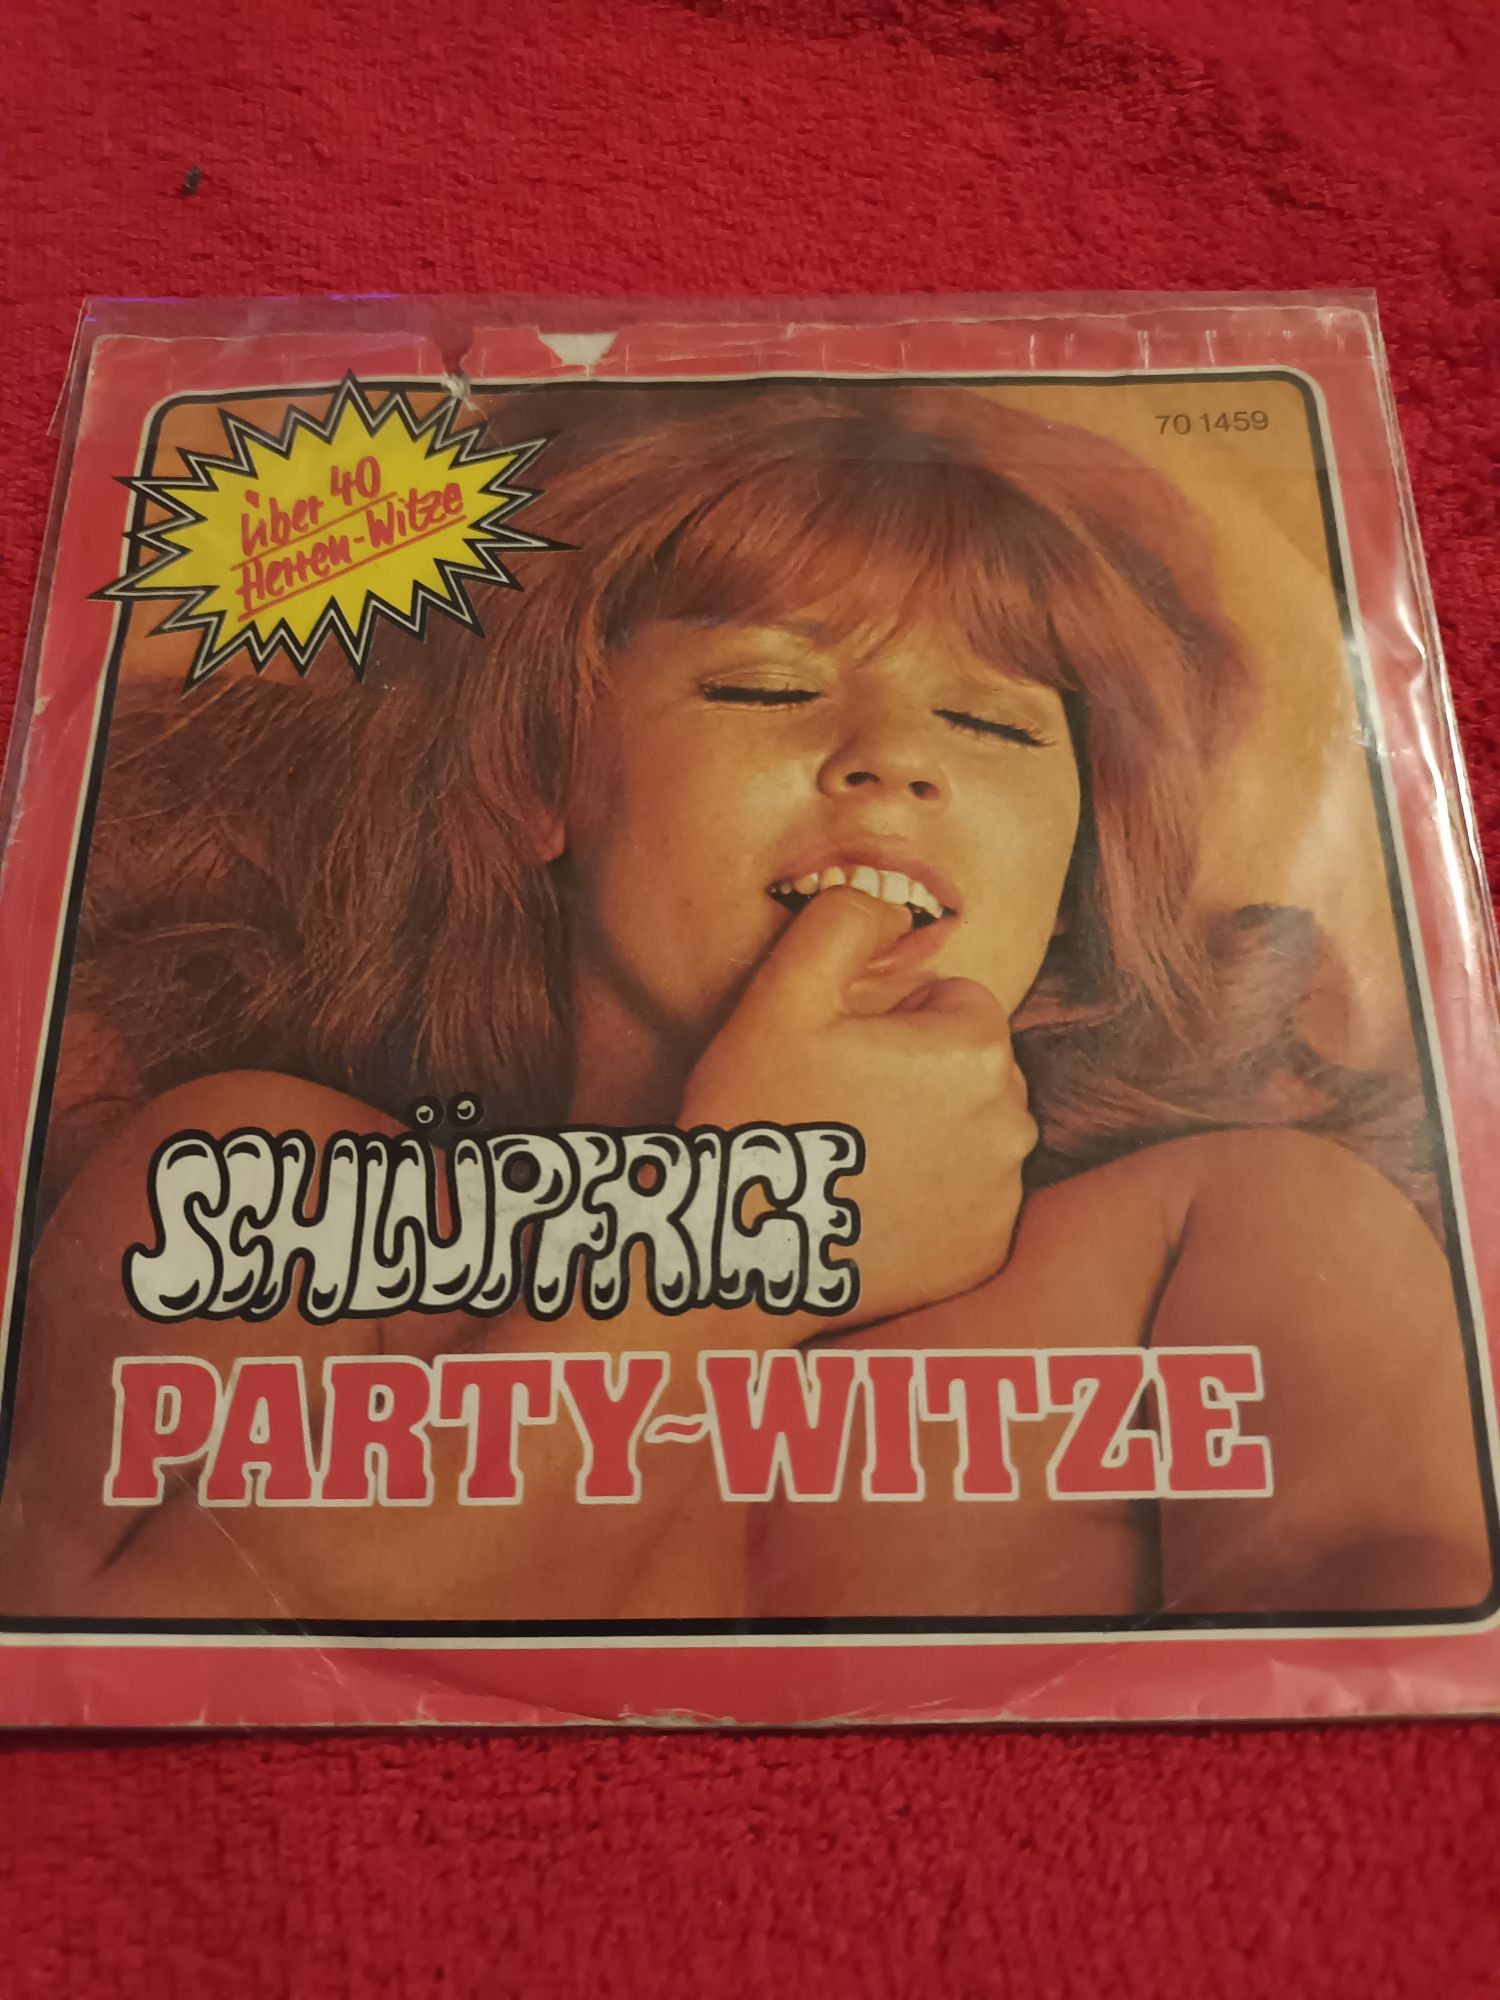 Über 40
Herren-Witze
70 1459
SCHLÜPFRIGE
PARTY-WITZE